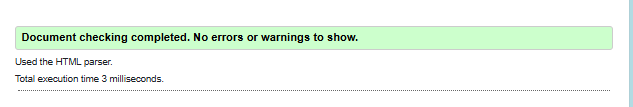 Document checking completed. No errors or warnings to show.
Used the HTML parser.
Total execution time 3 milliseconds.